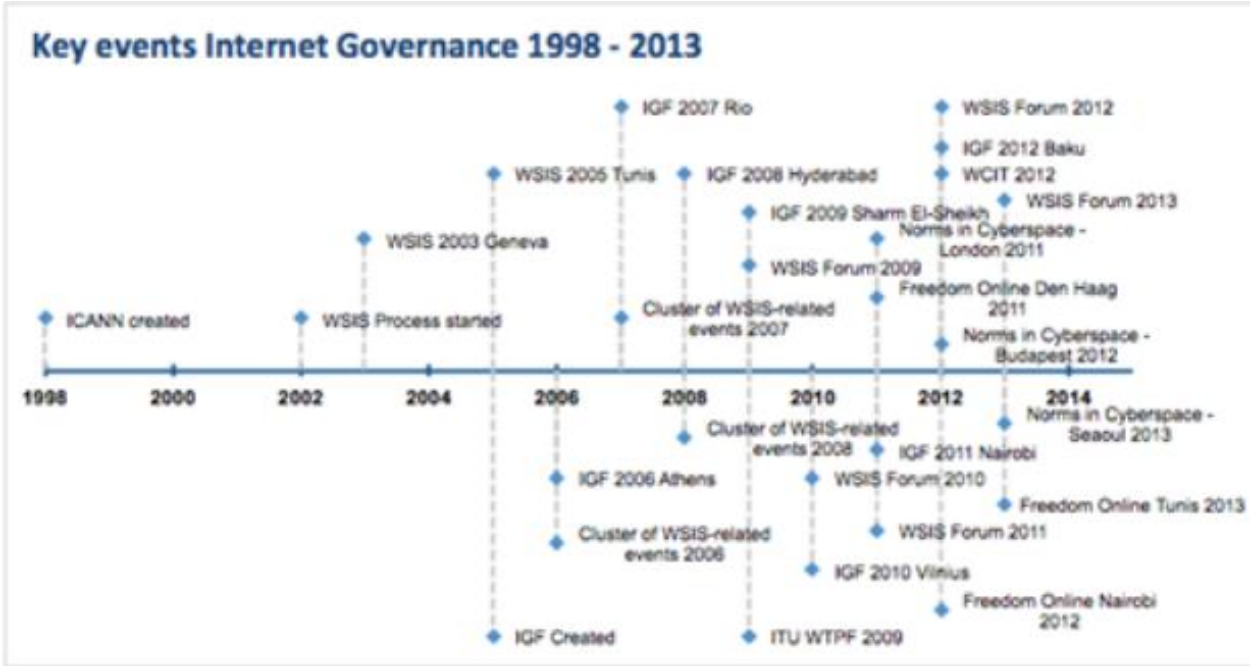 Key events Internet Governance 1998 - 2013
IGF 2007 Rio
WSIS Forum 2012
IGF 2012 Baku
WSIS 2005 Tunis
IGF 2008 Hyderabad
WCIT 2012
WSIS Forum 2013
IGF 2009 Sharm El-Sheikh
Norms in Cyberspace -
London 2011
WSIS 2003 Geneva
WSIS Forum 2009
Freedom Online Den Haag
2011
ICANN created
WSIS Process started
Cluster of WSIS-related
events 2007
Norms in Cyberspace -
Budapest 2012
1998
2000
2002
2004
2006
2008
2010
2012
2014
Norms in Cyberspace -
Seaoul 2013
Cluster of WSIS-related
events 2008
IGF 2011 Nairobi
IGF 2006 Athens
WSIS Forum 2010
Freedom Online Tunis 2013
Cluster of WSIS-related
events 2006
WSIS Forum 2011
IGF 2010 Vilnius
Freedom Online Nairobi
2012
IGF Created
ITU WTPF 2009